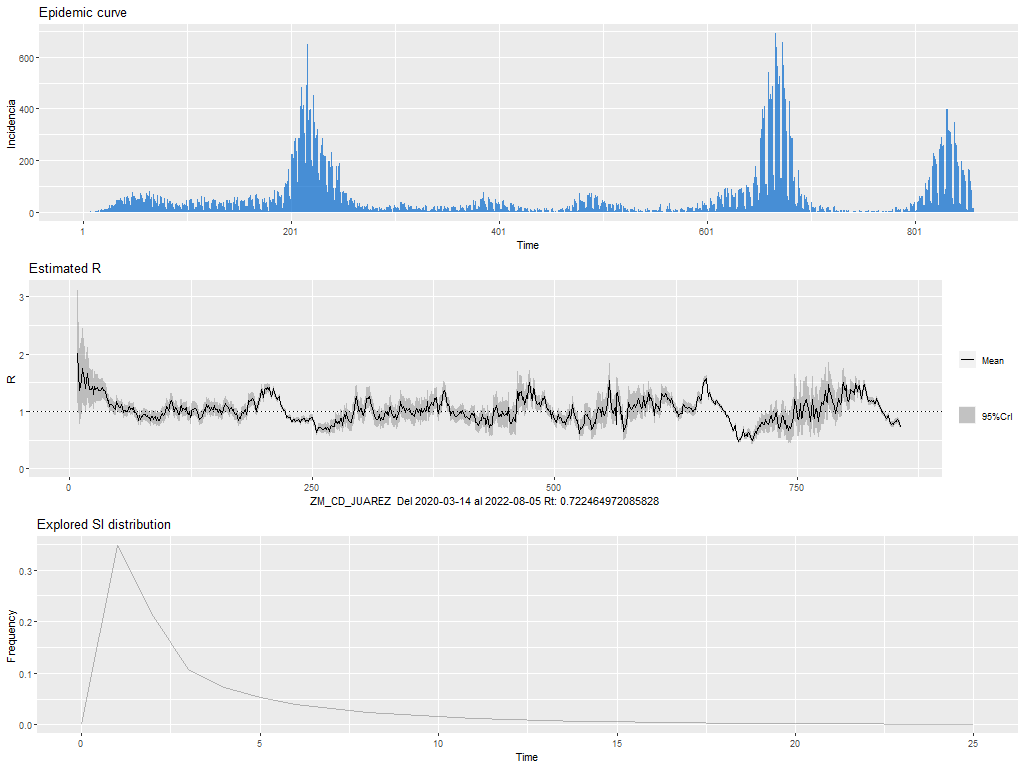 Epidemic curve
Incidencia
600
400
200
0
1
201
401
601
801
Time
Estimated R
R
3
2
1
0
0
250
500
750
Mean
95%CrI
ZM_CD_JUAREZ Del 2020-03-14 al 2022-08-05 Rt: 0.722464972085828
Explored SI distribution
Frequency
0.3
0.2
0.1
0.0
0
5
10
15
20
25
Time